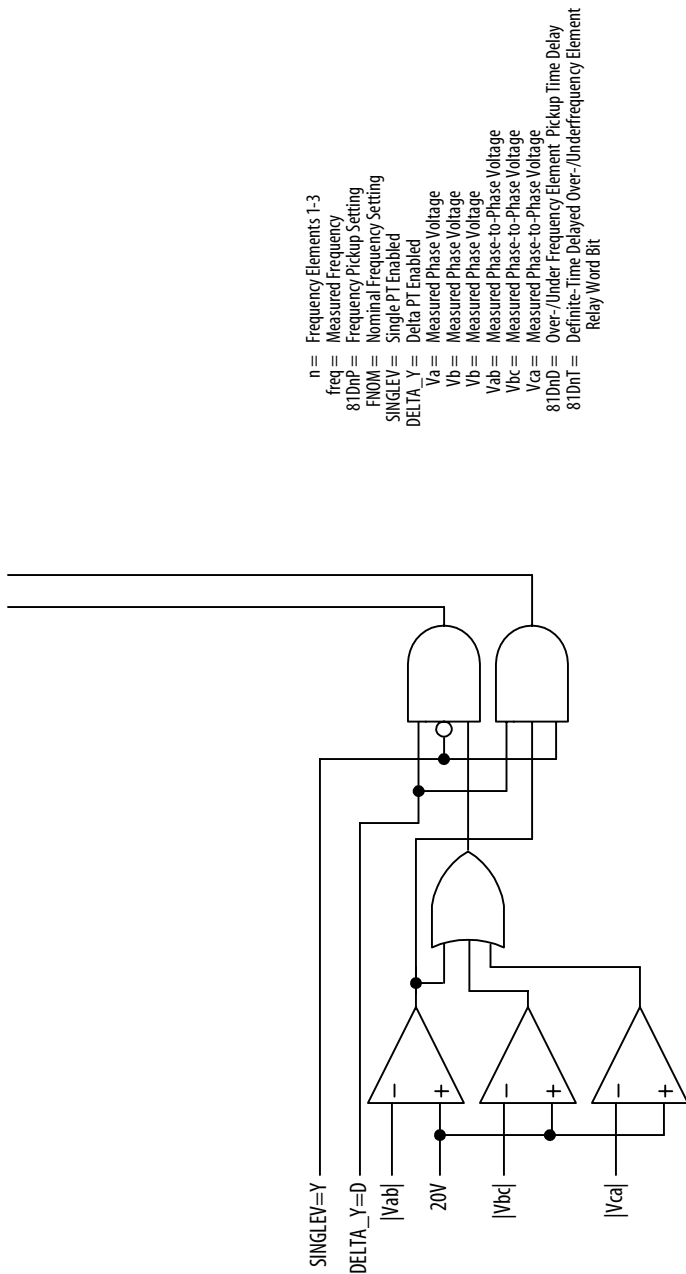 n = Frequency Elements 1-3
freq = Measured Frequency
81DnP = Frequency Pickup Setting
FNOM = Nominal Frequency Setting
SINGLEV = Single PT Enabled
DELTA_Y = Delta PT Enabled
Va = Measured Phase Voltage
Vb = Measured Phase Voltage
Vb = Measured Phase Voltage
Vab = Measured Phase-to-Phase Voltage
Vbc = Measured Phase-to-Phase Voltage
Vca = Measured Phase-to-Phase Voltage
81DnD = Over-/Under Frequency Element Pickup Time Delay
81DnT = Definite-Time Delayed Over-/Underfrequency Element
Relay Word Bit
SINGLEV=Y
DELTA_Y=D
|Vab|
−
20V
+
|Vbc|
−
+
|Vca|
−
+